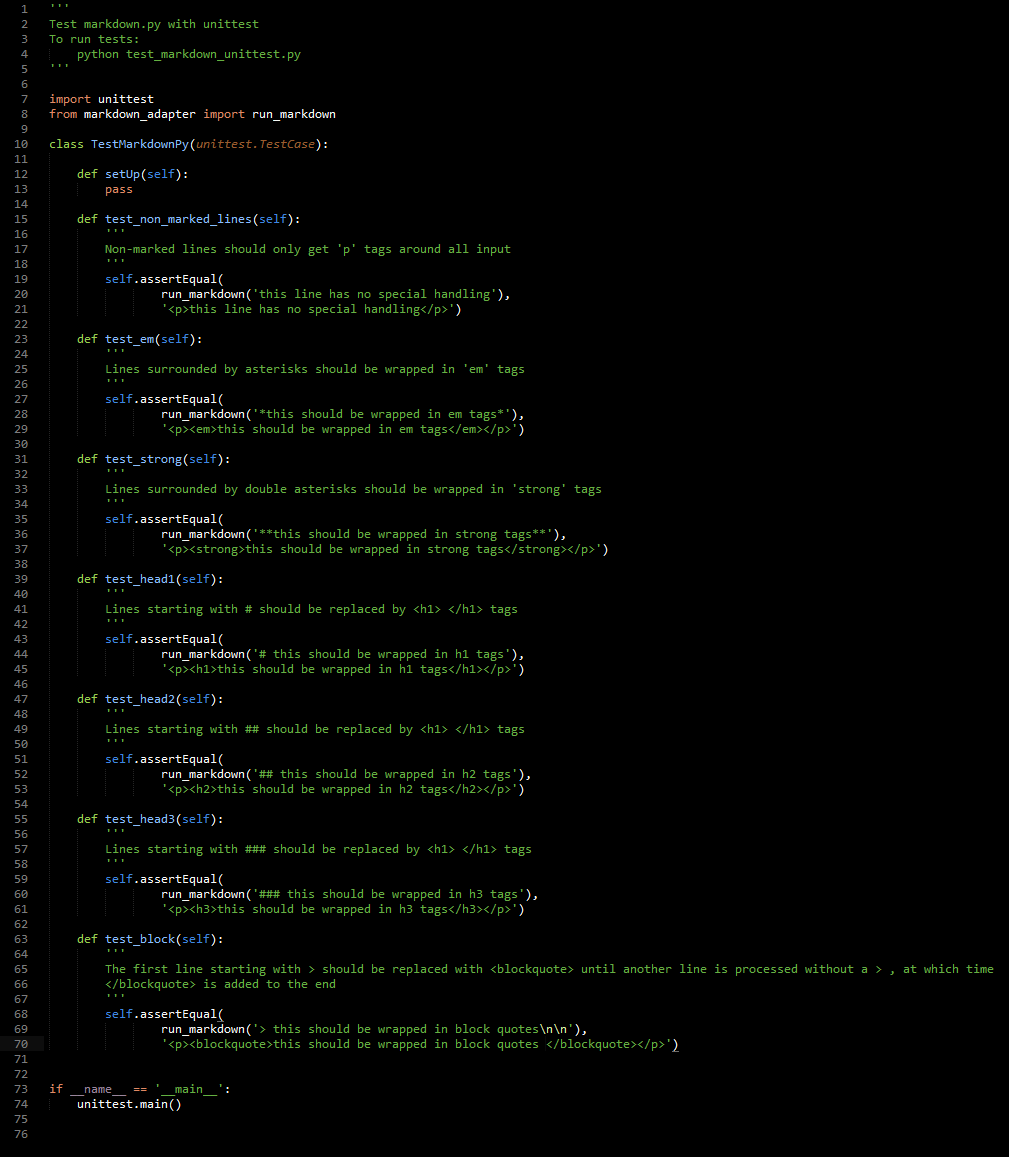 1 '''
2 Test markdown.py with unittest
3 To run tests:
4     python test_markdown_unittest.py
5 '''
6
7 import unittest
8 from markdown_adapter import run_markdown
9
10 class TestMarkdownPy(unittest.TestCase):
11
12     def setUp(self):
13         pass
14
15     def test_non_marked_lines(self):
16         '''
17         Non-marked lines should only get 'p' tags around all input
18         '''
19         self.assertEqual(
20                 run_markdown('this line has no special handling'),
21                 '<p>this line has no special handling</p>')
22
23     def test_em(self):
24         '''
25         Lines surrounded by asterisks should be wrapped in 'em' tags
26         '''
27         self.assertEqual(
28                 run_markdown('*this should be wrapped in em tags*'),
29                 '<p><em>this should be wrapped in em tags</em></p>')
30
31     def test_strong(self):
32         '''
33         Lines surrounded by double asterisks should be wrapped in 'strong' tags
34         '''
35         self.assertEqual(
36                 run_markdown('**this should be wrapped in strong tags**'),
37                 '<p><strong>this should be wrapped in strong tags</strong></p>')
38
39     def test_head1(self):
40         '''
41         Lines starting with # should be replaced by <h1> </h1> tags
42         '''
43         self.assertEqual(
44                 run_markdown('# this should be wrapped in h1 tags'),
45                 '<p><h1>this should be wrapped in h1 tags</h1></p>')
46
47     def test_head2(self):
48         '''
49         Lines starting with ## should be replaced by <h1> </h1> tags
50         '''
51         self.assertEqual(
52                 run_markdown('## this should be wrapped in h2 tags'),
53                 '<p><h2>this should be wrapped in h2 tags</h2></p>')
54
55     def test_head3(self):
56         '''
57         Lines starting with ### should be replaced by <h1> </h1> tags
58         '''
59         self.assertEqual(
60                 run_markdown('### this should be wrapped in h3 tags'),
61                 '<p><h3>this should be wrapped in h3 tags</h3></p>')
62
63     def test_block(self):
64         '''
65         The first line starting with > should be replaced with <blockquote> until another line is processed without a > , at which time
66         </blockquote> is added to the end
67         '''
68         self.assertEqual(
69                 run_markdown('> this should be wrapped in block quotes\n\n'),
70                 '<p><blockquote>this should be wrapped in block quotes </blockquote></p>')
71
72
73 if __name__ == '__main__':
74     unittest.main()
75
76